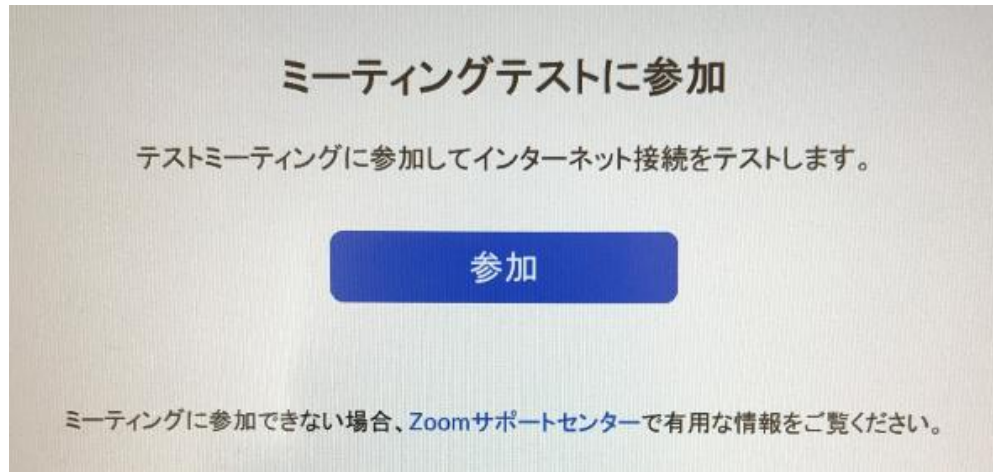 ミーティングテストに参加
テストミーティングに参加してインターネット接続をテストします。
参加
ミーティングに参加できない場合、Zoomサポートセンターで有用な情報をご覧ください。